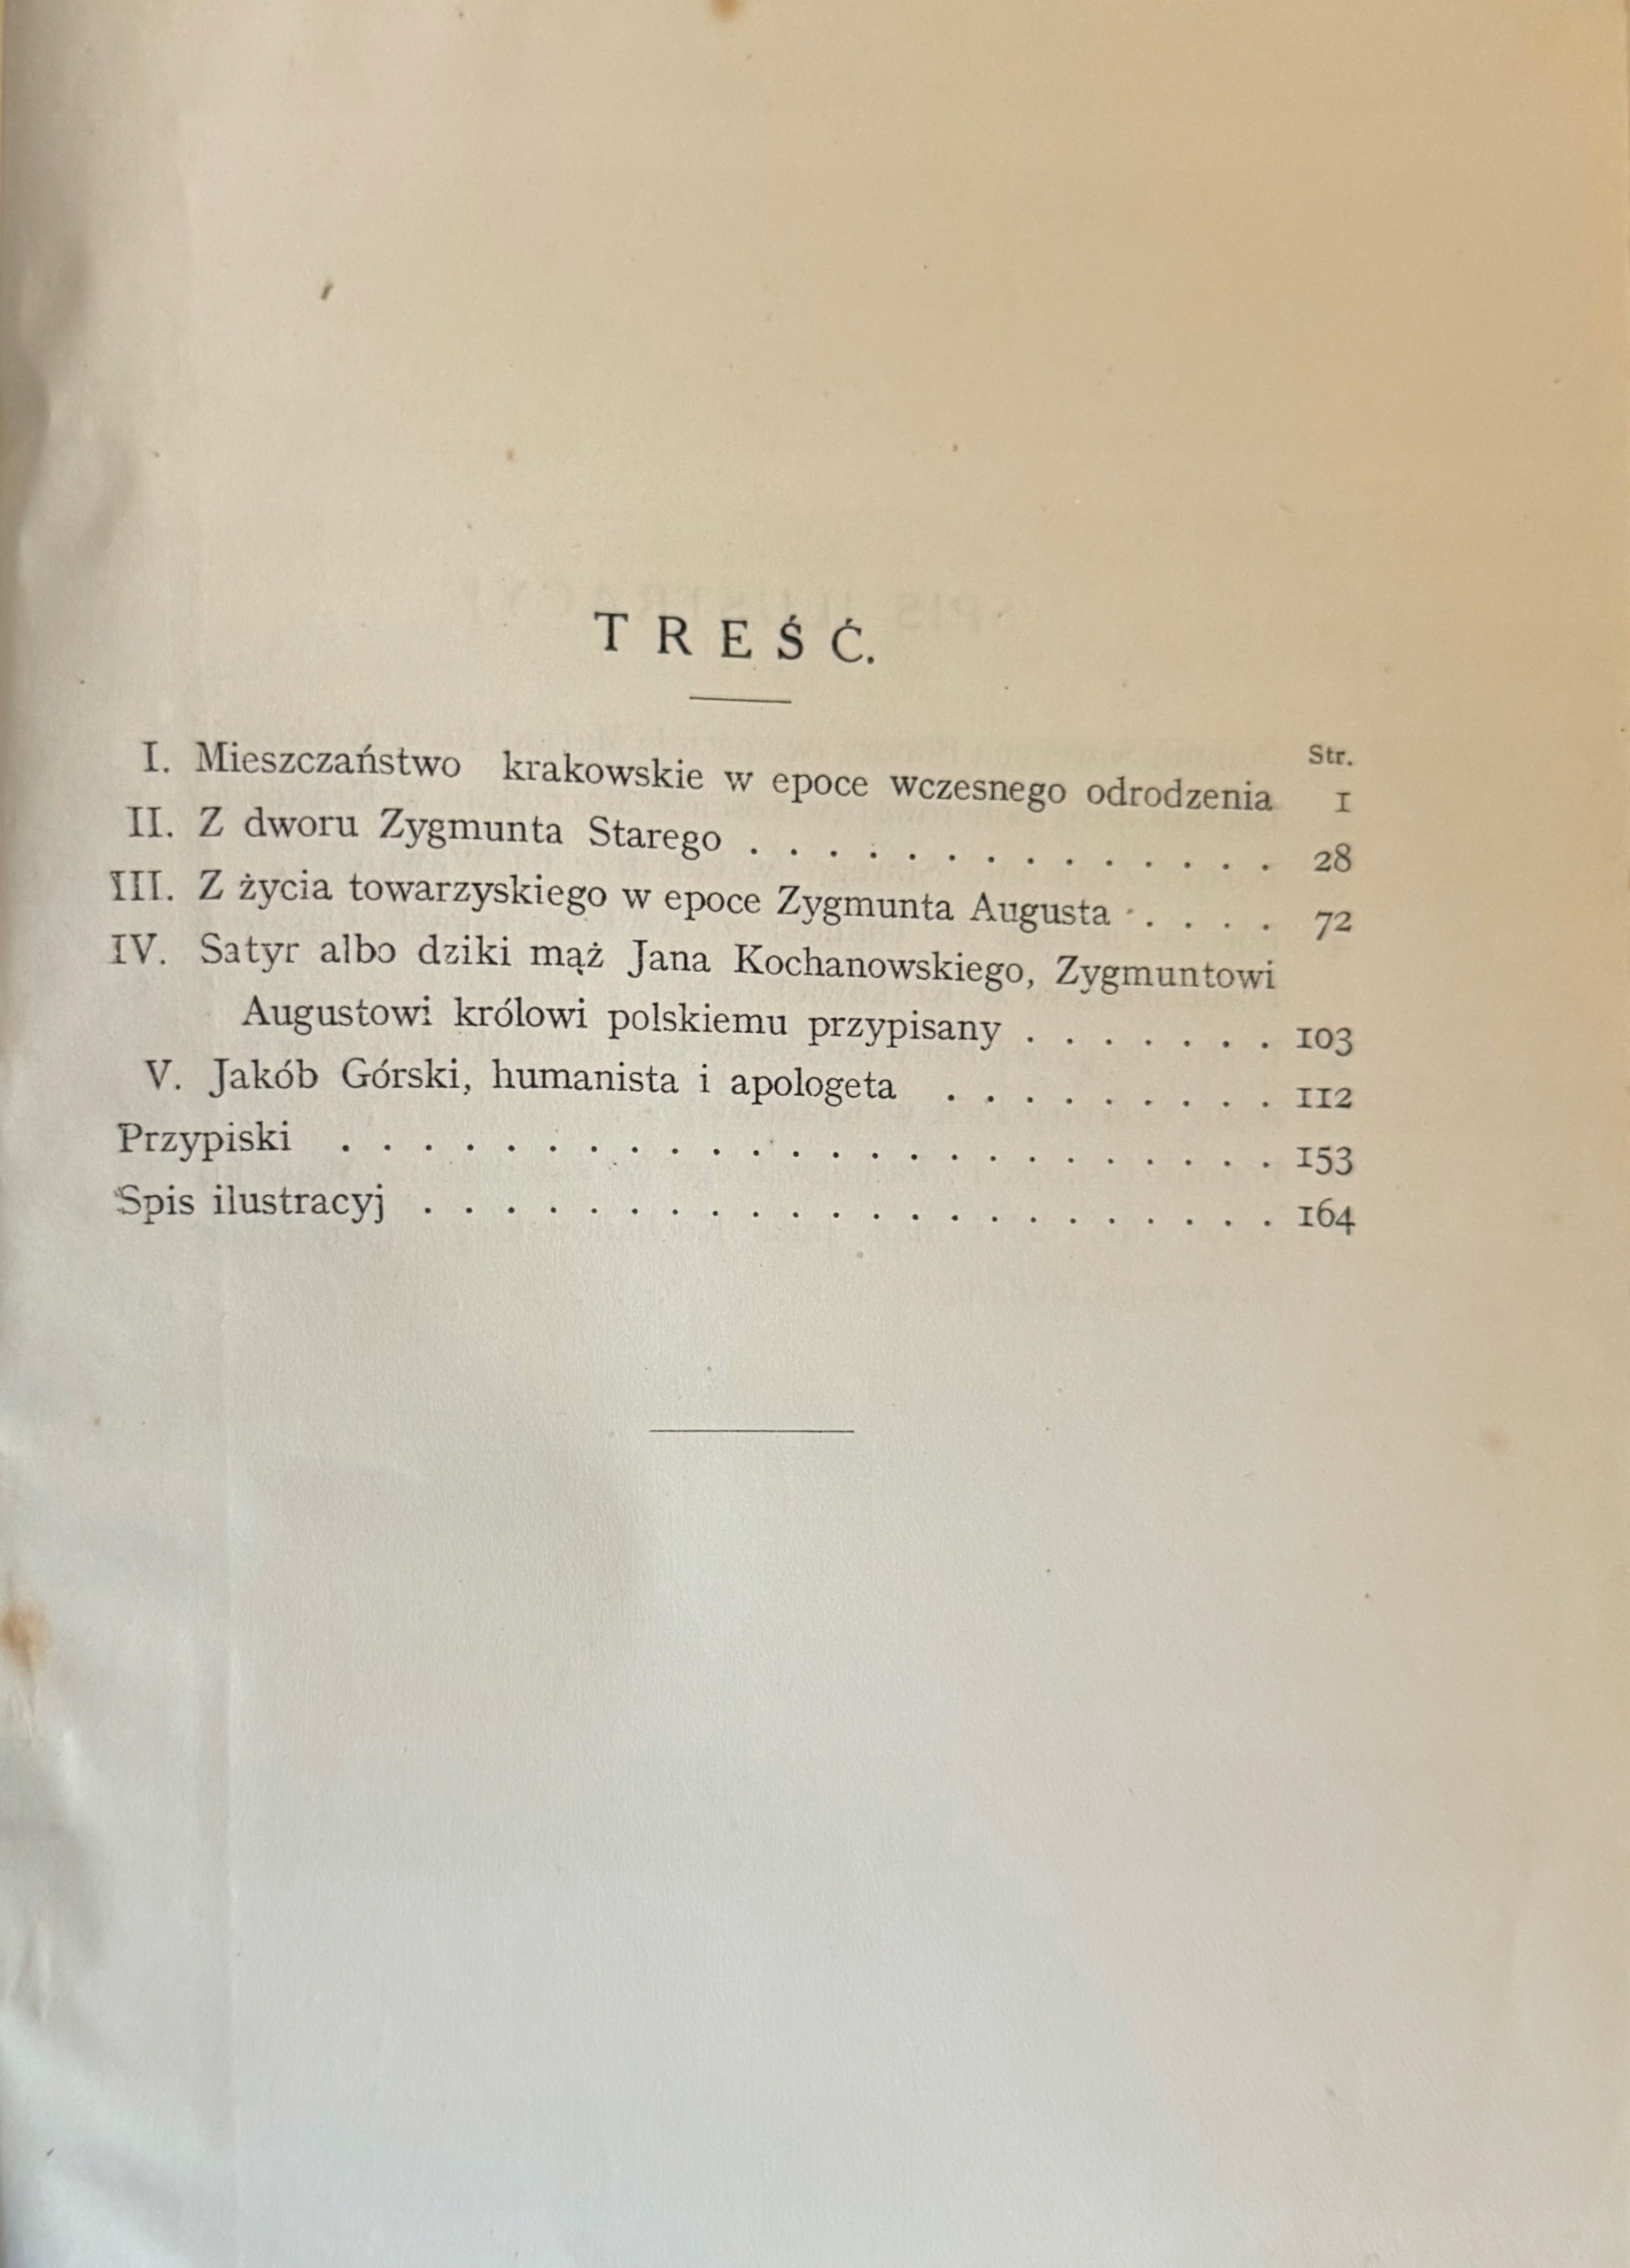 TREŚĆ.
Str.
I. Mieszczaństwo krakowskie w epoce wczesnego odrodzenia 1
II. Z dworu Zygmunta Starego . . . . . . . . . . . . . . 28
III. Z życia towarzyskiego w epoce Zygmunta Augusta . . . . . 72
IV. Satyr albo dziki mąż Jana Kochanowskiego, Zygmuntowi
Augustowi królowi polskiemu przypisany . . . . . . . 103
V. Jakób Górski, humanista i apologeta . . . . . . . . . 112
Przypiski . . . . . . . . . . . . . . . . . . . . . . . . 153
Spis ilustracyj . . . . . . . . . . . . . . . . . . . . . . 164